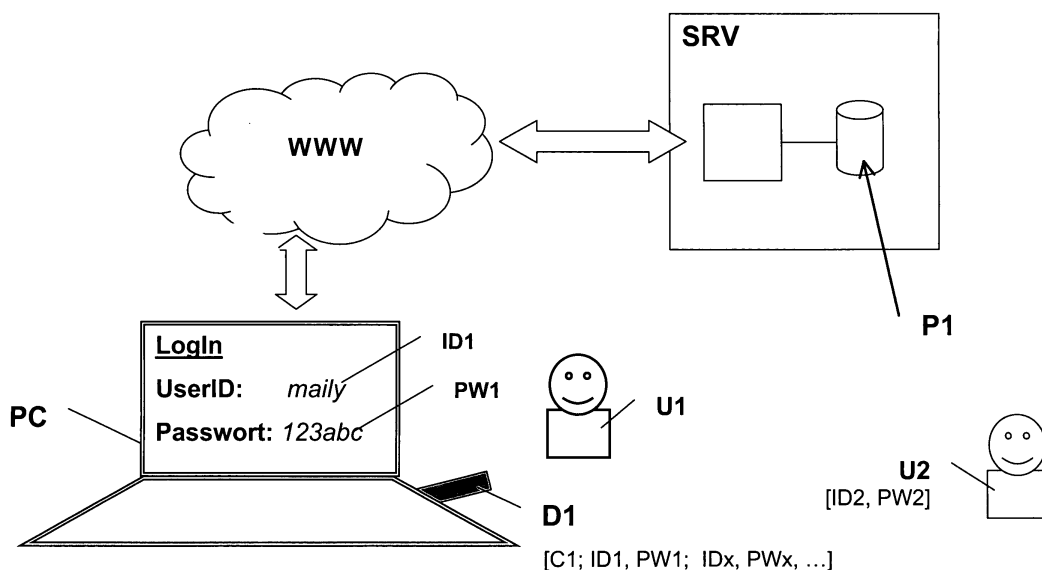 SRV
WWW
P1
LogIn
ID1
UserID: maily
PW1
Passwort: 123abc
PC
U1
U2
[ID2, PW2]
D1
[C1; ID1, PW1; IDx, PWx, ...]